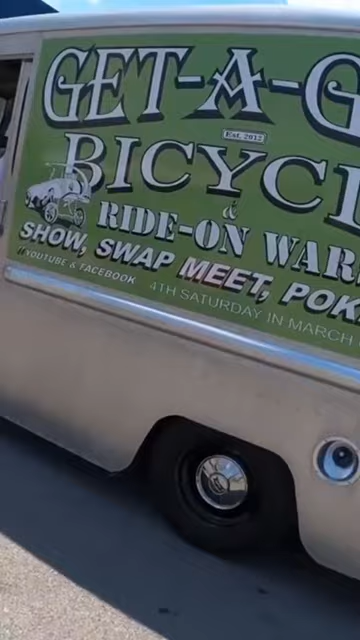 GET-A-G
Est. 2012
BICYCL
&
RIDE-ON WAR
SHOW, SWAP MEET, POK
YOUTUBE & FACEBOOK
4TH SATURDAY IN MARCH